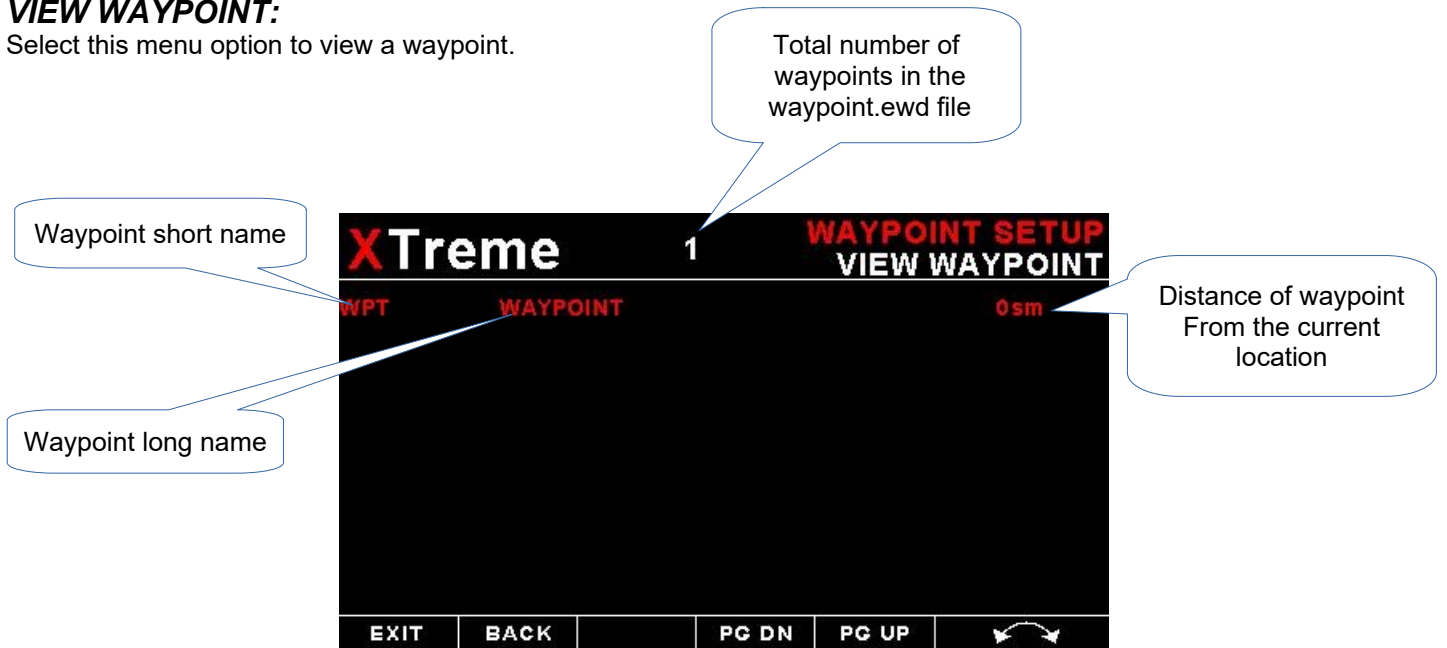 VIEW WAYPOINT:
Select this menu option to view a waypoint.
Total number of
waypoints in the
waypoint.ewd file
Waypoint short name
XTreme 1 WAYPOINT SETUP
VIEW WAYPOINT
WPT WAYPOINT 0sm
Distance of waypoint
From the current
location
Waypoint long name
EXIT BACK PG DN PG UP